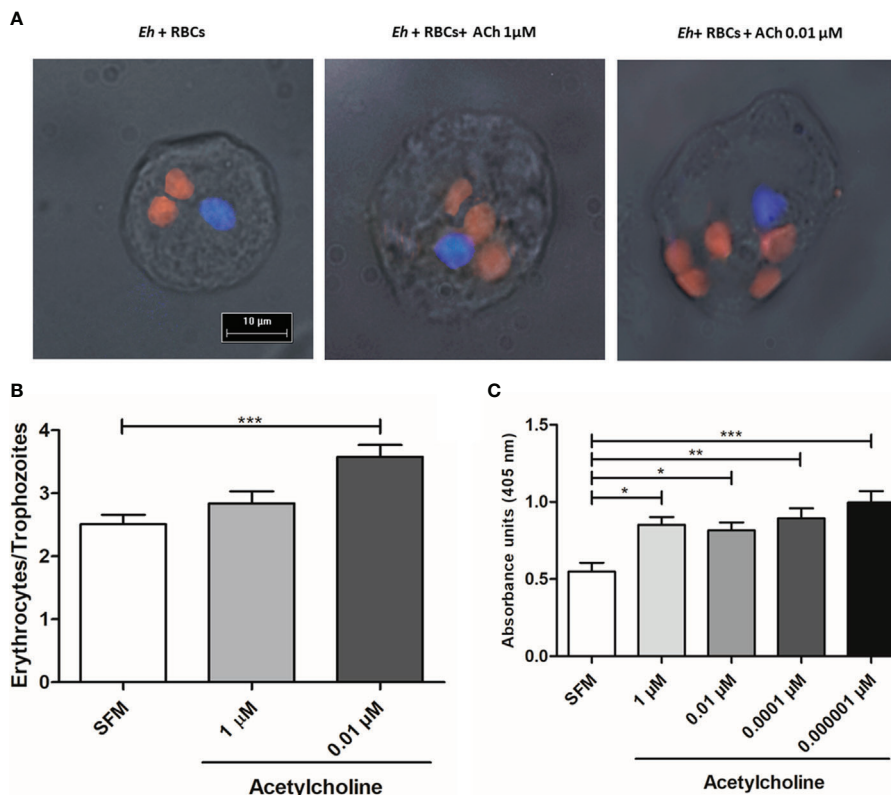 A
Eh + RBCs
Eh + RBCs+ ACh 1µM
Eh+ RBCs + ACh 0.01 µM
10 µm
B
Erythrocytes/Trophozoites
4
3
2
1
0
***
SFM
1 µM
0.01 µM
Acetylcholine
C
Absorbance units (405 nm)
1.5
1.0
0.5
0.0
***
**
*
*
SFM
1 µM
0.01 µM
0.0001 µM
0.000001 µM
Acetylcholine